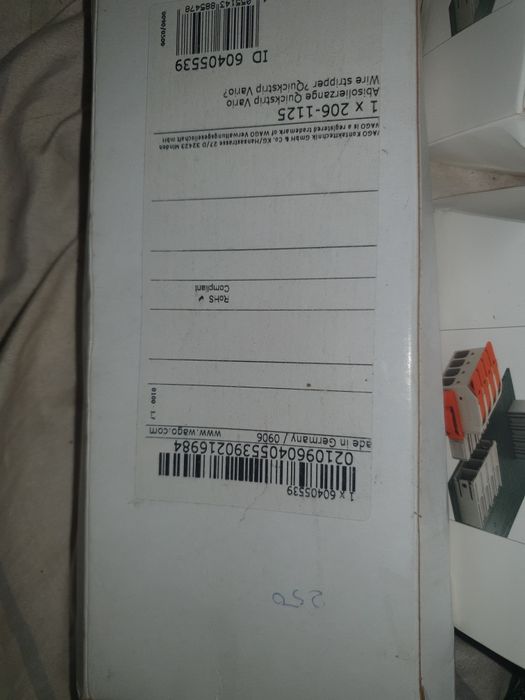 250
1 x 60405539
02109604055390216984
ade in Germany / 0906 www.wago.com
RoHS ✓
Compliant
WAGO Kontakttechnik GmbH & Co. KG/Hansastrasse 27/D 32423 Minden
WAGO is a registered trademark of WAGO Verwaltungsgesellschaft mbH
1 x 206-1125
Abisolierzange Quickstrip Vario
Wire stripper ?Quickstrip Vario?
ID 60405539
055143 885478